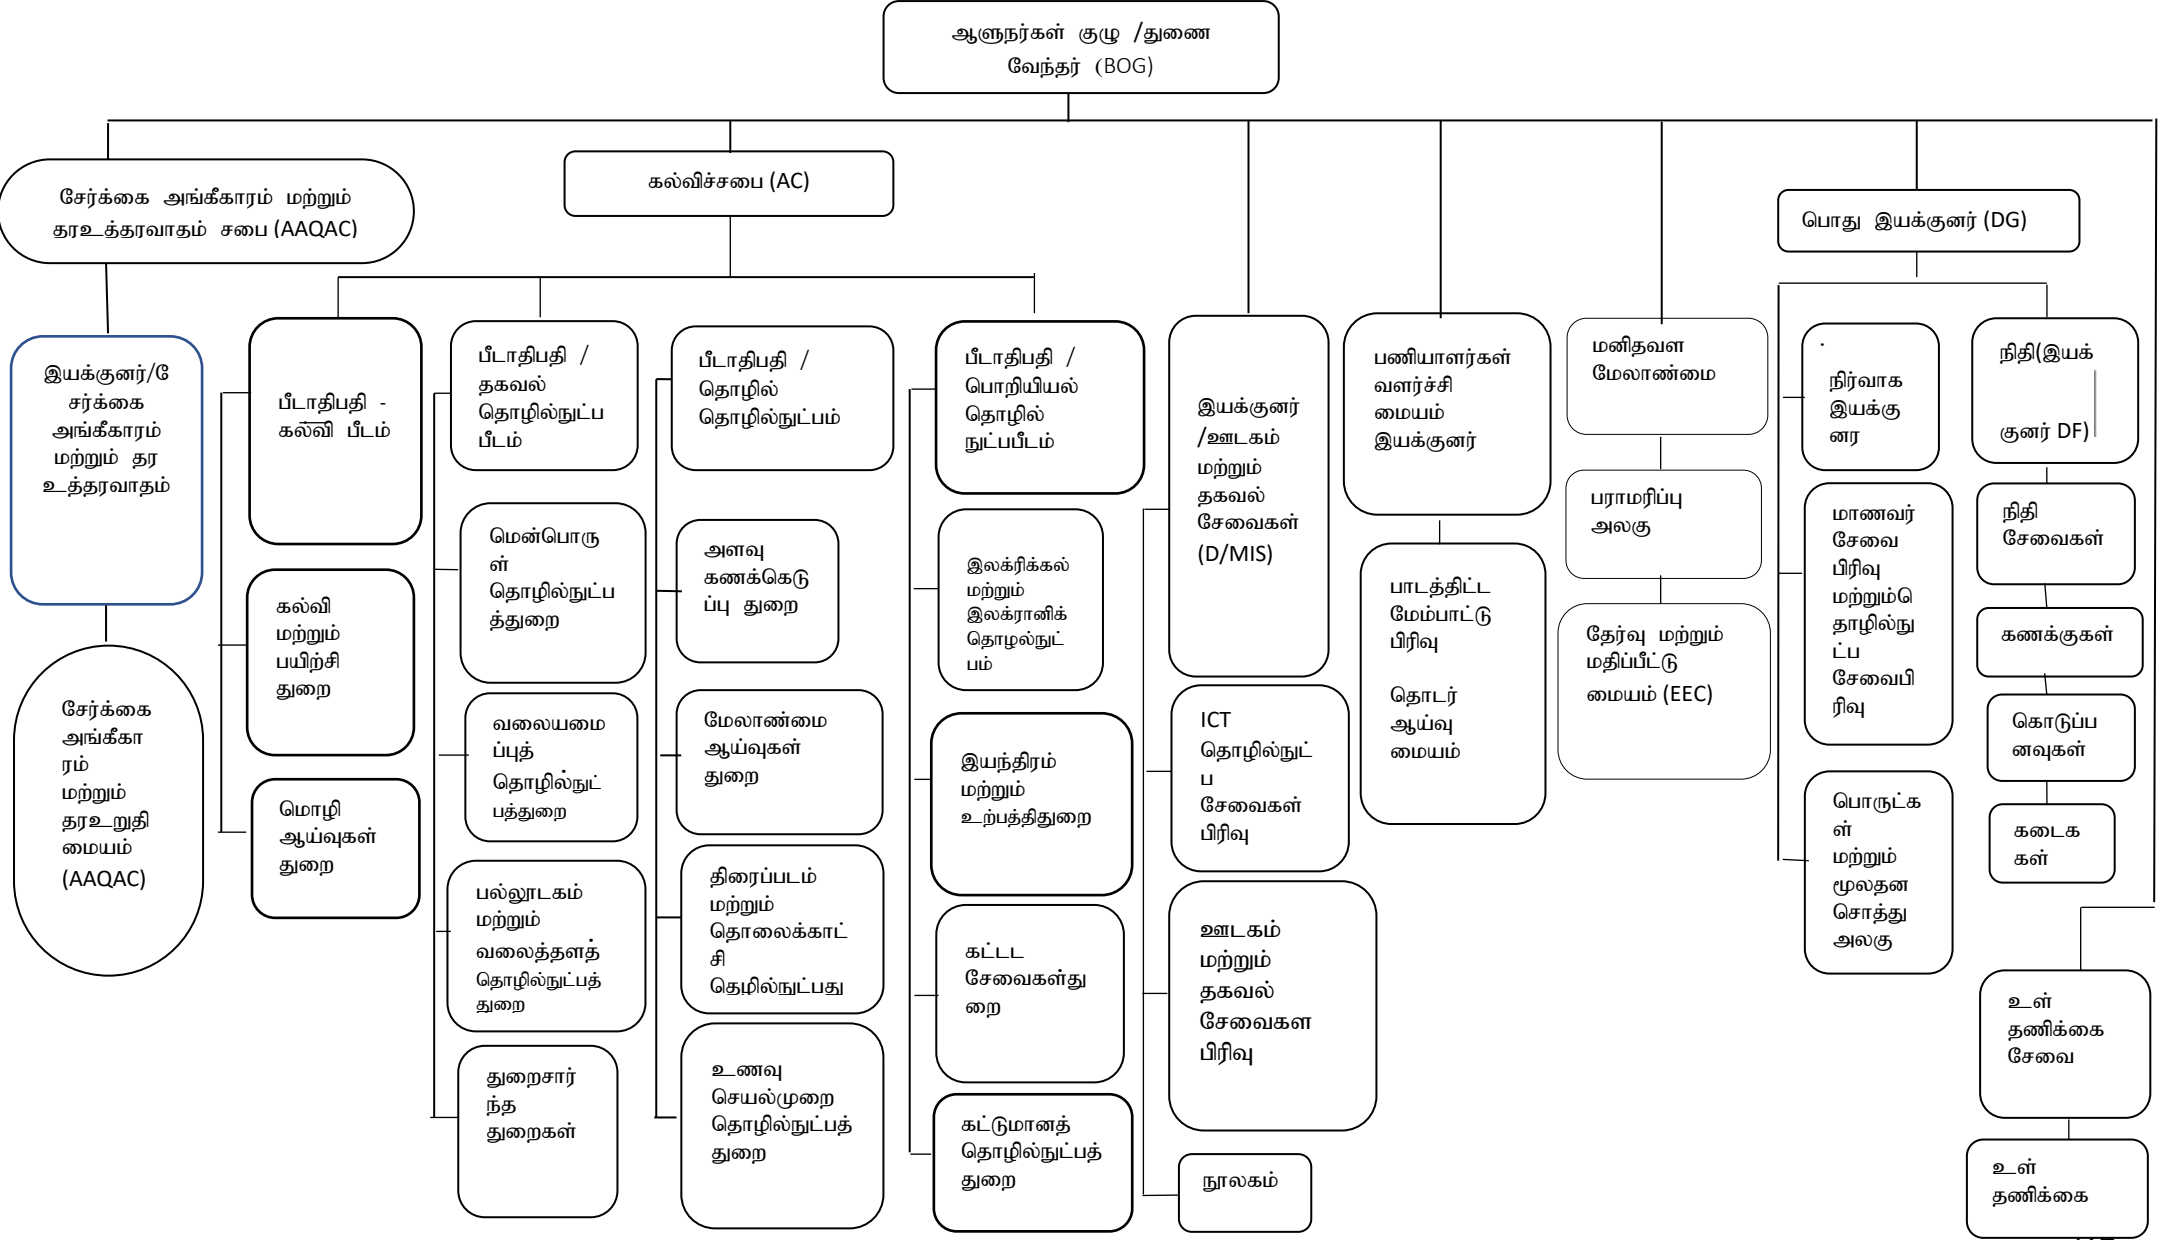 ஆளுநர்கள் குழு /துணை
வேந்தர் (BOG)
சேர்க்கை அங்கீகாரம் மற்றும்
தரஉத்தரவாதம் சபை (AAQAC)
கல்விச்சபை (AC)
பொது இயக்குனர் (DG)
இயக்குனர்/சே
ர்க்கை
அங்கீகாரம்
மற்றும் தர
உத்தரவாதம்
சேர்க்கை
அங்கீகா
ரம்
மற்றும்
தரஉறுதி
மையம்
(AAQAC)
பீடாதிபதி -
கல்வி பீடம்
கல்வி
மற்றும்
பயிற்சி
துறை
மொழி
ஆய்வுகள்
துறை
பீடாதிபதி /
தகவல்
தொழில்நுட்ப
பீடம்
மென்பொரு
ள்
தொழில்நுட்ப
த்துறை
வலையமை
ப்புத்
தொழில்நுட்
பத்துறை
பல்லூடகம்
மற்றும்
வலைத்தளத்
தொழில்நுட்பத்
துறை
துறைசார்
ந்த
துறைகள்
பீடாதிபதி /
தொழில்
தொழில்நுட்பம்
அளவு
கணக்கெடு
ப்பு துறை
மேலாண்மை
ஆய்வுகள்
துறை
திரைப்படம்
மற்றும்
தொலைக்காட்
சி
தெழில்நுட்பது
உணவு
செயல்முறை
தொழில்நுட்பத்
துறை
பீடாதிபதி /
பொறியியல்
தொழில்
நுட்பபீடம்
இலக்ரிக்கல்
மற்றும்
இலக்ரானிக்
தொழல்நுட்
பம்
இயந்திரம்
மற்றும்
உற்பத்திதுறை
கட்டட
சேவைகள்து
றை
கட்டுமானத்
தொழில்நுட்பத்
துறை
இயக்குனர்
/ஊடகம்
மற்றும்
தகவல்
சேவைகள்
(D/MIS)
ICT
தொழில்நுட்
ப
சேவைகள்
பிரிவு
ஊடகம்
மற்றும்
தகவல்
சேவைகள
பிரிவு
நூலகம்
பணியாளர்கள்
வளர்ச்சி
மையம்
இயக்குனர்
பாடத்திட்ட
மேம்பாட்டு
பிரிவு
தொடர்
ஆய்வு
மையம்
மனிதவள
மேலாண்மை
பராமரிப்பு
அலகு
தேர்வு மற்றும்
மதிப்பீட்டு
மையம் (EEC)
.
நிர்வாக
இயக்கு
னர
மாணவர்
சேவை
பிரிவு
மற்றும்தொ
ழில்நு
ட்ப
சேவைபி
ரிவு
பொருட்க
ள்
மற்றும்
மூலதன
சொத்து
அலகு
நிதி(இயக்
குனர் DF)
நிதி
சேவைகள்
கணக்குகள்
கொடுப்ப
னவுகள்
கடைக
கள்
உள்
தணிக்கை
சேவை
உள்
தணிக்கை